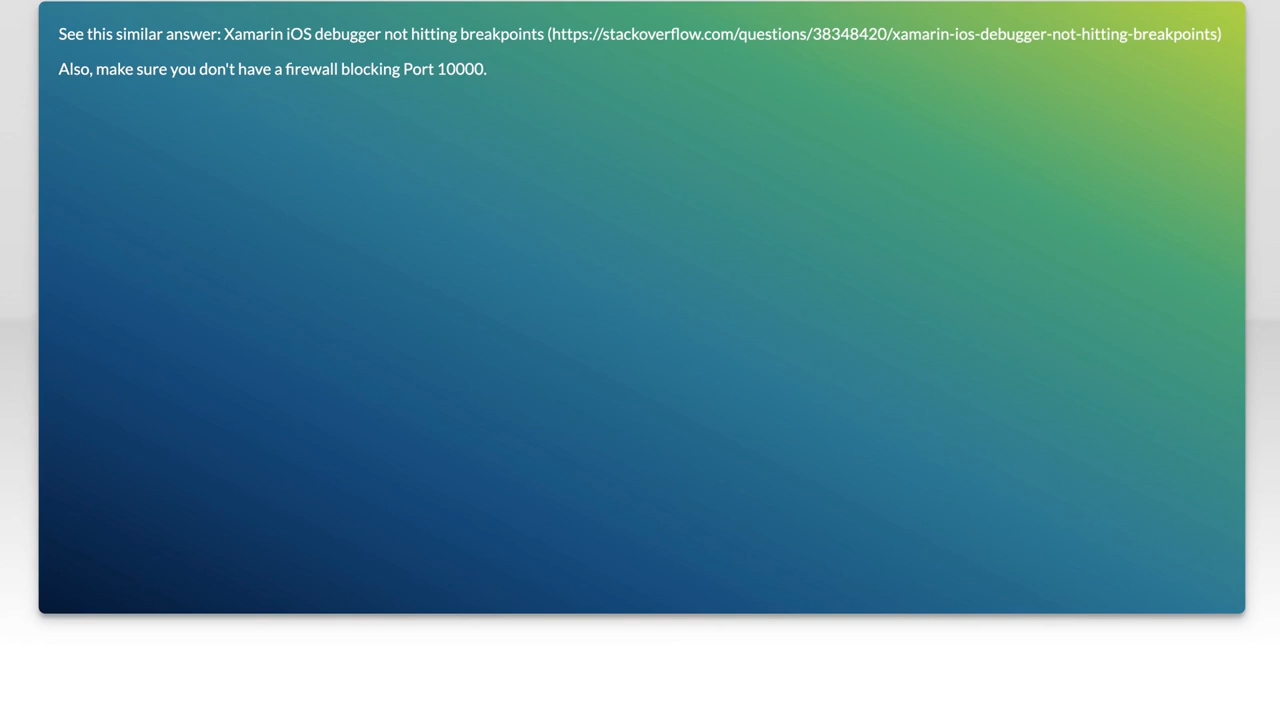 See this similar answer: Xamarin iOS debugger not hitting breakpoints (https://stackoverflow.com/questions/38348420/xamarin-ios-debugger-not-hitting-breakpoints)
Also, make sure you don't have a firewall blocking Port 10000.